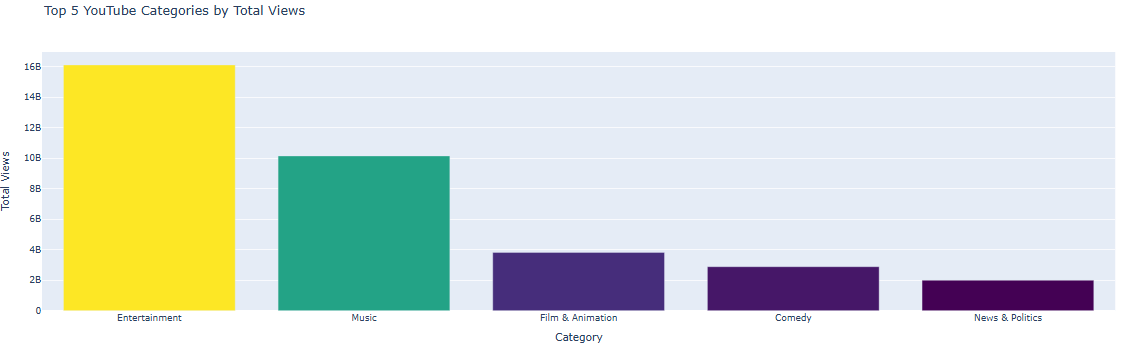 Top 5 YouTube Categories by Total Views
Total Views
16B
14B
12B
10B
8B
6B
4B
2B
0
Entertainment
Music
Film & Animation
Comedy
News & Politics
Category